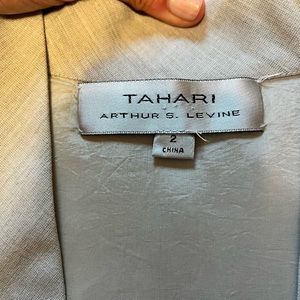 TAHARI
ARTHUR S. LEVINE
2
CHINA